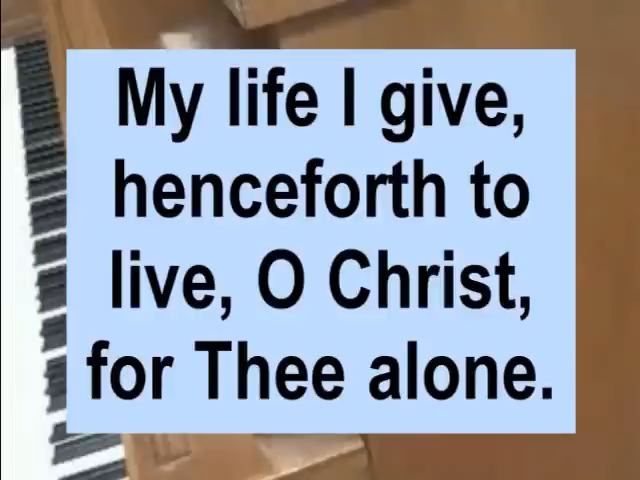 My life I give,
henceforth to
live, O Christ,
for Thee alone.